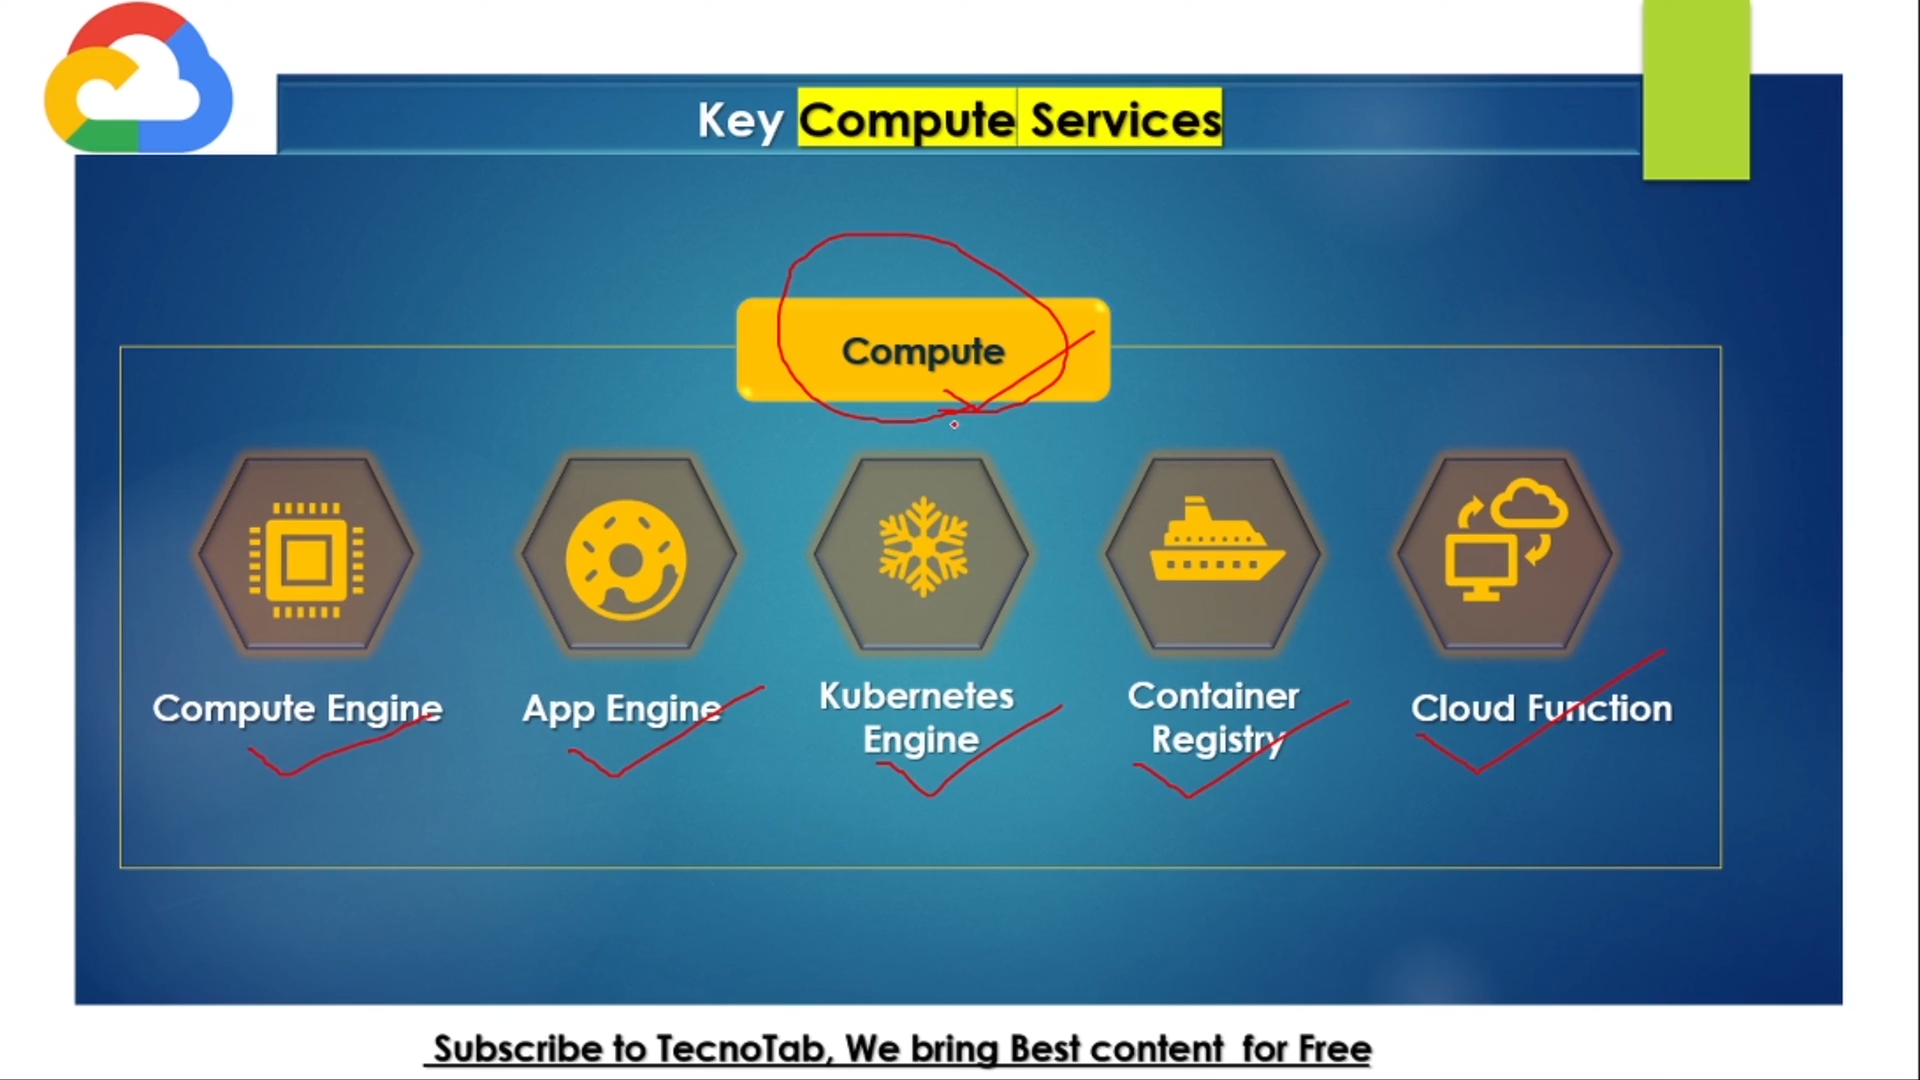 Key Compute Services
Compute
Compute Engine
App Engine
Kubernetes
Engine
Container
Registry
Cloud Function
Subscribe to TecnoTab, We bring Best content for Free